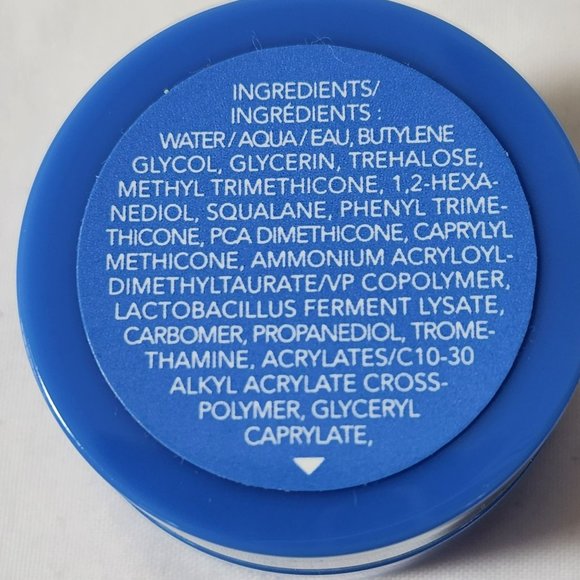 INGREDIENTS/
INGRÉDIENTS :
WATER/AQUA/EAU, BUTYLENE
GLYCOL, GLYCERIN, TREHALOSE,
METHYL TRIMETHICONE, 1,2-HEXA-
NEDIOL, SQUALANE, PHENYL TRIME-
THICONE, PCA DIMETHICONE, CAPRYLYL
METHICONE, AMMONIUM ACRYLOYL-
DIMETHYLTAURATE/VP COPOLYMER,
LACTOBACILLUS FERMENT LYSATE,
CARBOMER, PROPANEDIOL, TROME-
THAMINE, ACRYLATES/C10-30
ALKYL ACRYLATE CROSS-
POLYMER, GLYCERYL
CAPRYLATE,